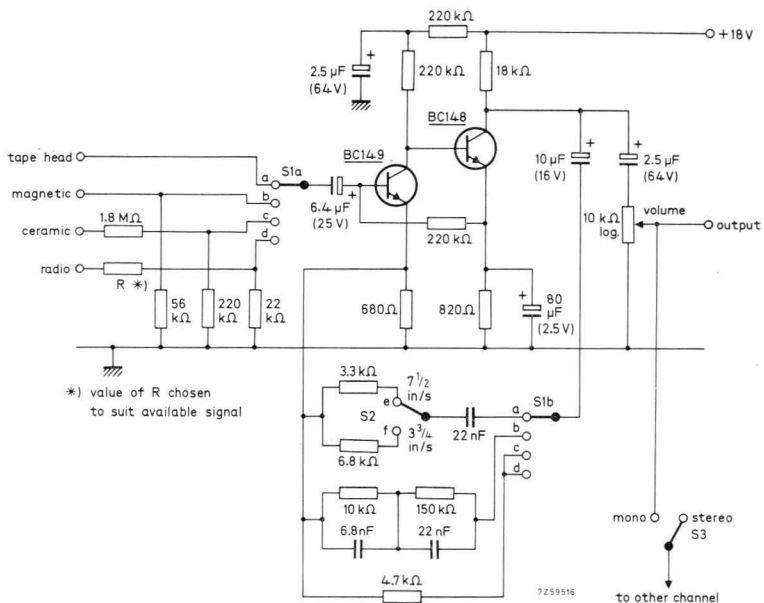 220 kΩ
+18V
2.5 µF
(64V)
220 kΩ
18 kΩ
BC148
BC149
tape head
magnetic
ceramic
radio
1.8 MΩ
R *)
a
b
c
d
S1a
6.4 µF
(25 V)
220 kΩ
10 µF
(16V)
2.5 µF
(64V)
10 kΩ
log.
volume
output
56
kΩ
220
kΩ
22
kΩ
680Ω
820Ω
80
µF
(2.5V)
*) value of R chosen
to suit available signal
3.3 kΩ
7 1/2
in/s
e
S2
f
3 3/4
in/s
6.8 kΩ
22 nF
a
b
c
d
S1b
10 kΩ
150 kΩ
6.8 nF
22 nF
4.7 kΩ
mono
stereo
S3
7Z59516
to other channel